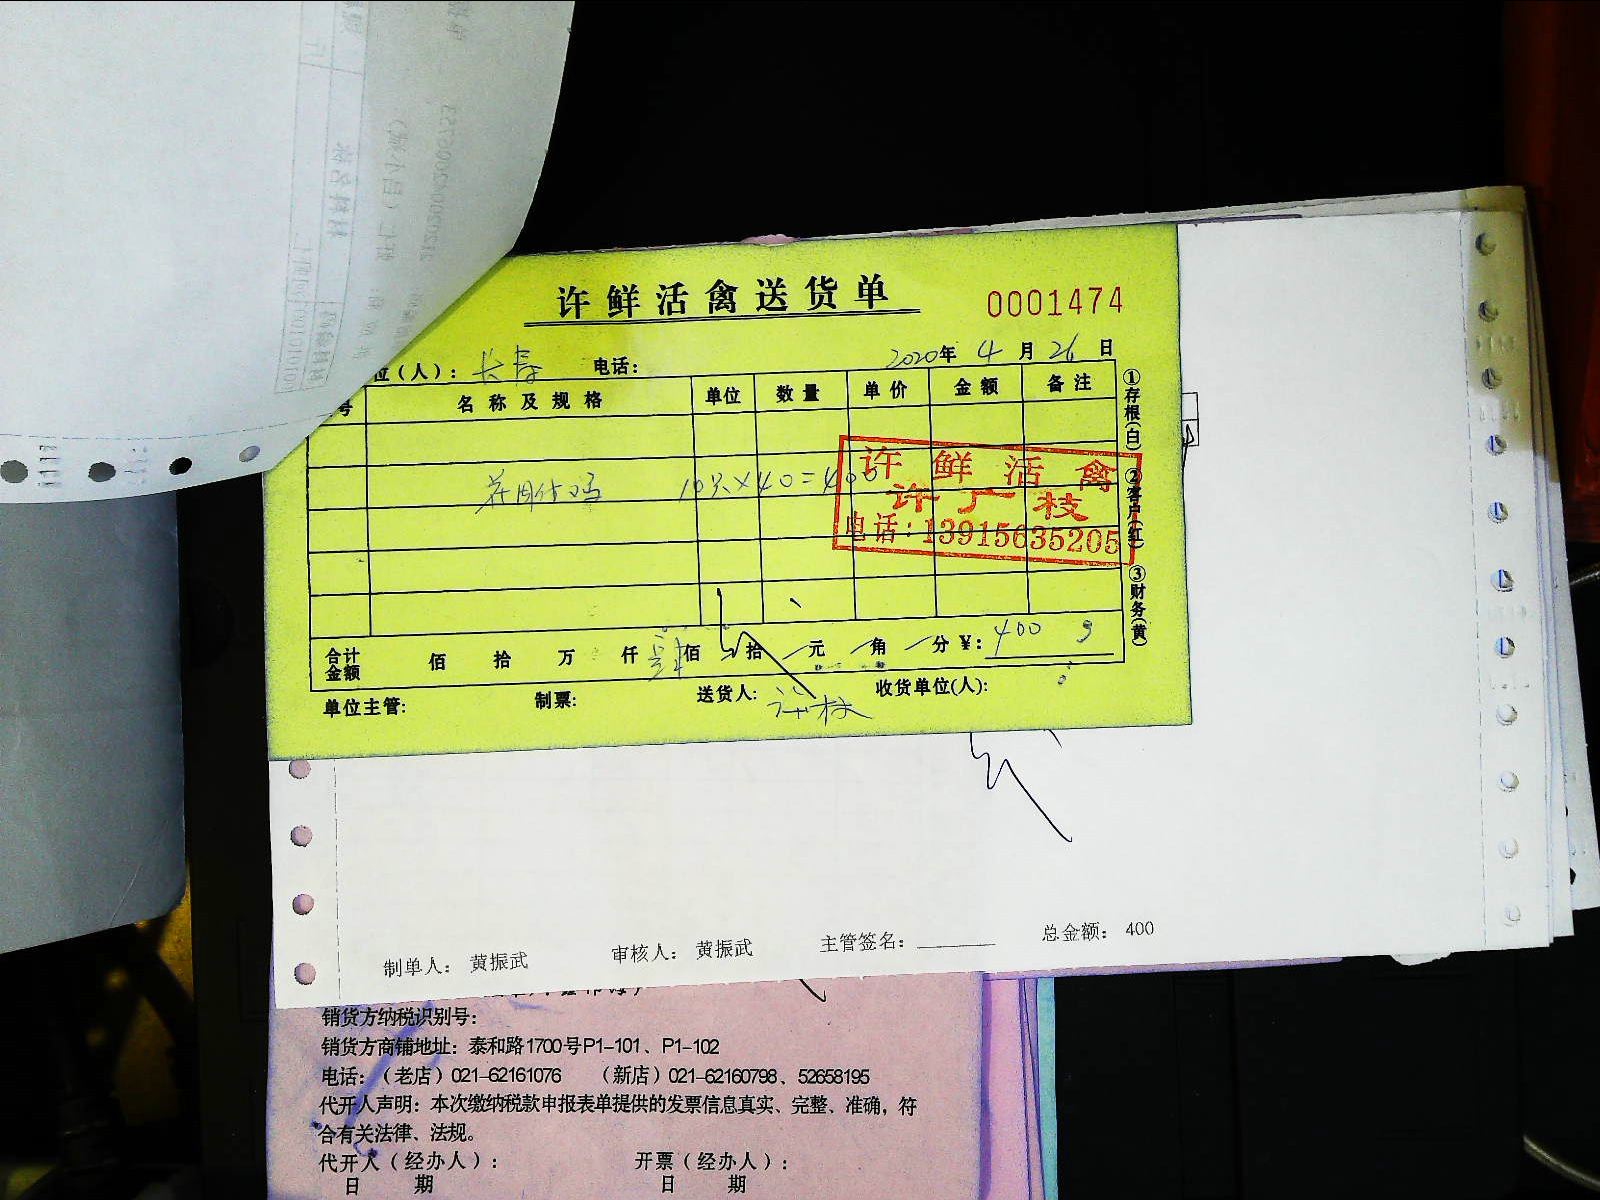 许鲜活禽送货单
0001474
位(人): 长寿 电话: 2020年 4月 26日
号 名称及规格 单位 数量 单价 金额 备注
10只×40=400
许鲜活禽
许广枝
电话:13915635205
①存根(白) ②客户(红) ③财务(黄)
合计金额 佰 拾 万 仟 肆佰 拾 元 角 分 ¥: 400
单位主管: 制票: 送货人: 许枝 收货单位(人):
制单人: 黄振武 审核人: 黄振武 主管签名: 总金额: 400
销货方纳税识别号:
销货方商铺地址: 泰和路1700号P1-101、P1-102
电话: (老店) 021-62161076 (新店) 021-62160798、52658195
代开人声明: 本次缴纳税款申报表单提供的发票信息真实、完整、准确, 符
合有关法律、法规。
代开人(经办人): 开票(经办人):
日 期 日 期